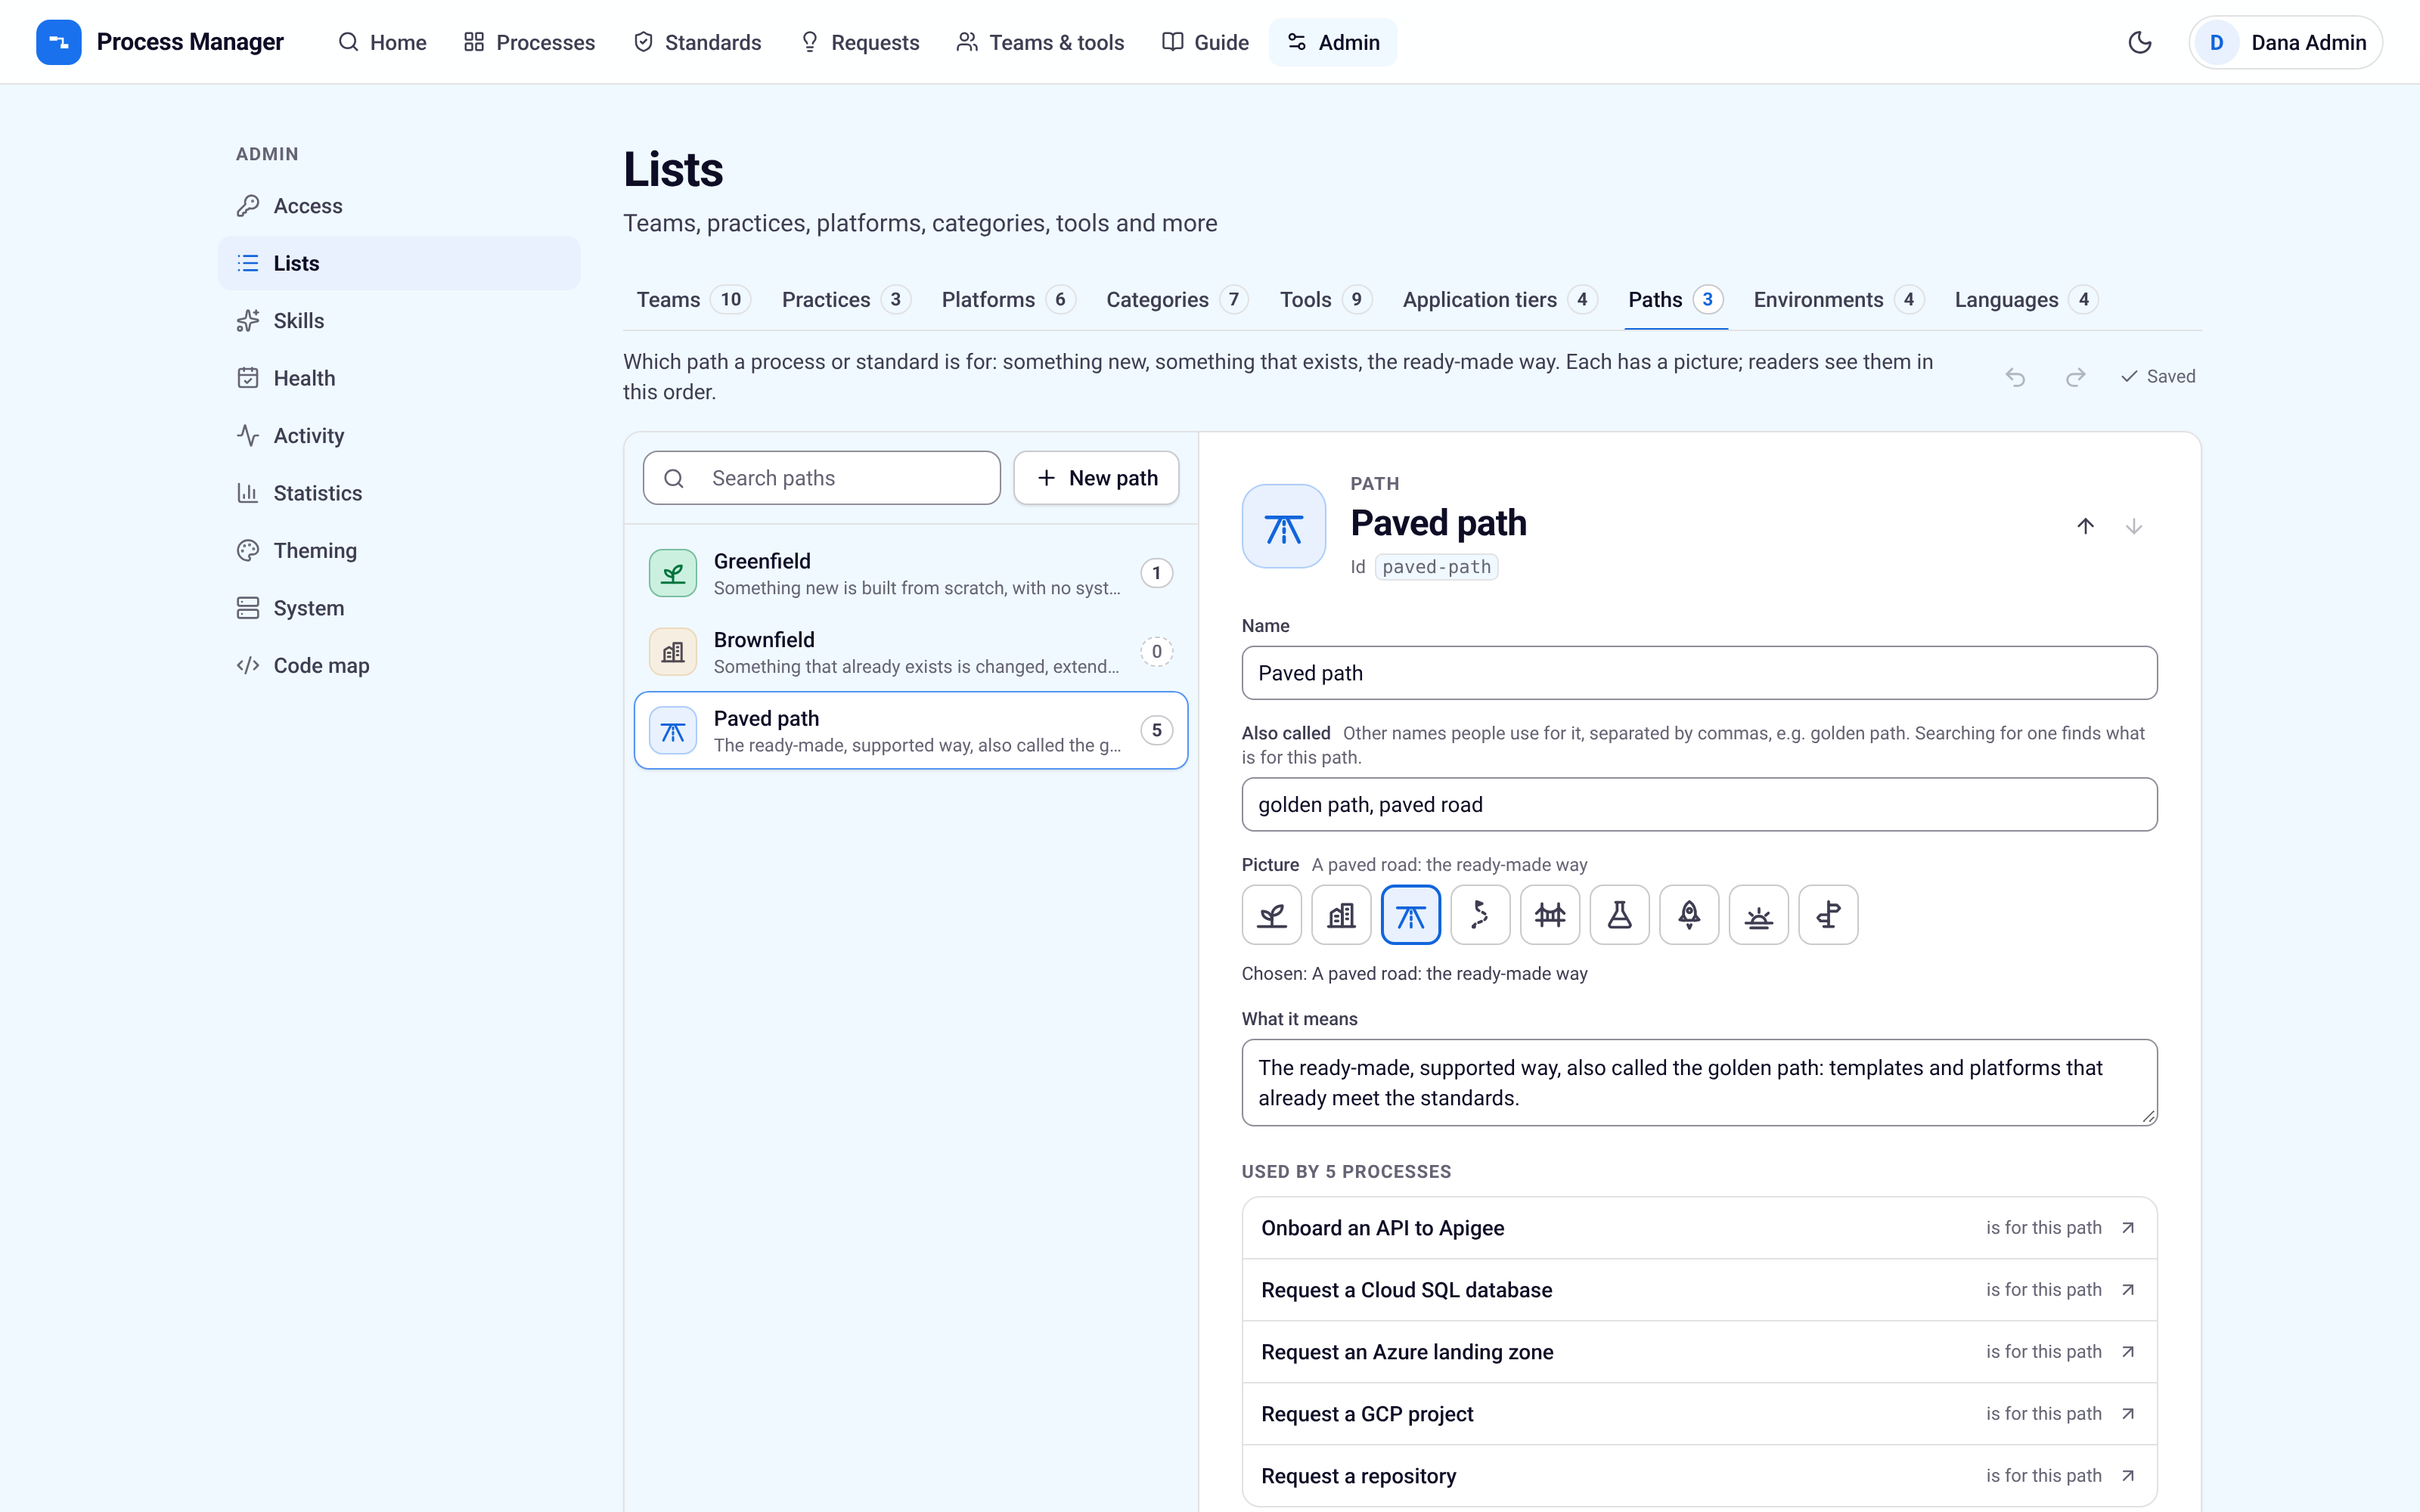 Process Manager
Home
Processes
Standards
Requests
Teams & tools
Guide
Admin
D
Dana Admin
ADMIN
Access
Lists
Skills
Health
Activity
Statistics
Theming
System
Code map
Lists
Teams, practices, platforms, categories, tools and more
Teams 10
Practices 3
Platforms 6
Categories 7
Tools 9
Application tiers 4
Paths 3
Environments 4
Languages 4
Which path a process or standard is for: something new, something that exists, the ready-made way. Each has a picture; readers see them in
this order.
Saved
Search paths
New path
Greenfield
Something new is built from scratch, with no syst...
1
Brownfield
Something that already exists is changed, extend...
0
Paved path
The ready-made, supported way, also called the g...
5
PATH
Paved path
Id paved-path
Name
Paved path
Also called Other names people use for it, separated by commas, e.g. golden path. Searching for one finds what
is for this path.
golden path, paved road
Picture A paved road: the ready-made way
Chosen: A paved road: the ready-made way
What it means
The ready-made, supported way, also called the golden path: templates and platforms that
already meet the standards.
USED BY 5 PROCESSES
Onboard an API to Apigee is for this path
Request a Cloud SQL database is for this path
Request an Azure landing zone is for this path
Request a GCP project is for this path
Request a repository is for this path